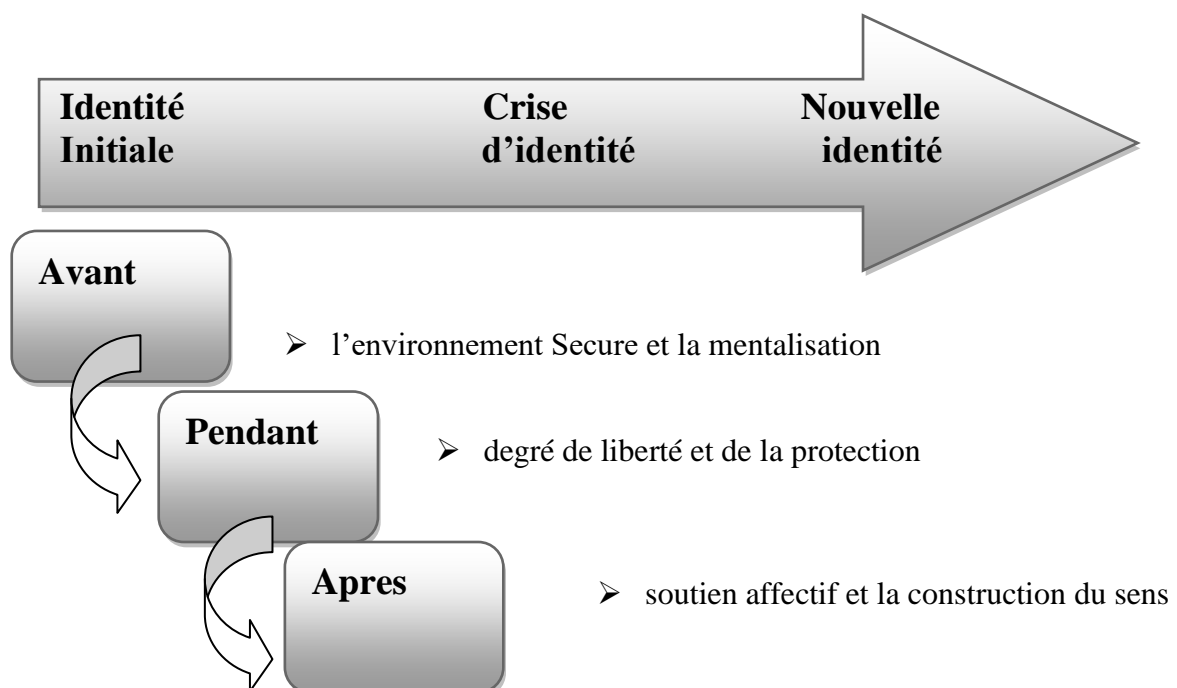 Identité Crise Nouvelle
Initiale d’identité identité
Avant
➢ l’environnement Secure et la mentalisation
Pendant
➢ degré de liberté et de la protection
Apres
➢ soutien affectif et la construction du sens